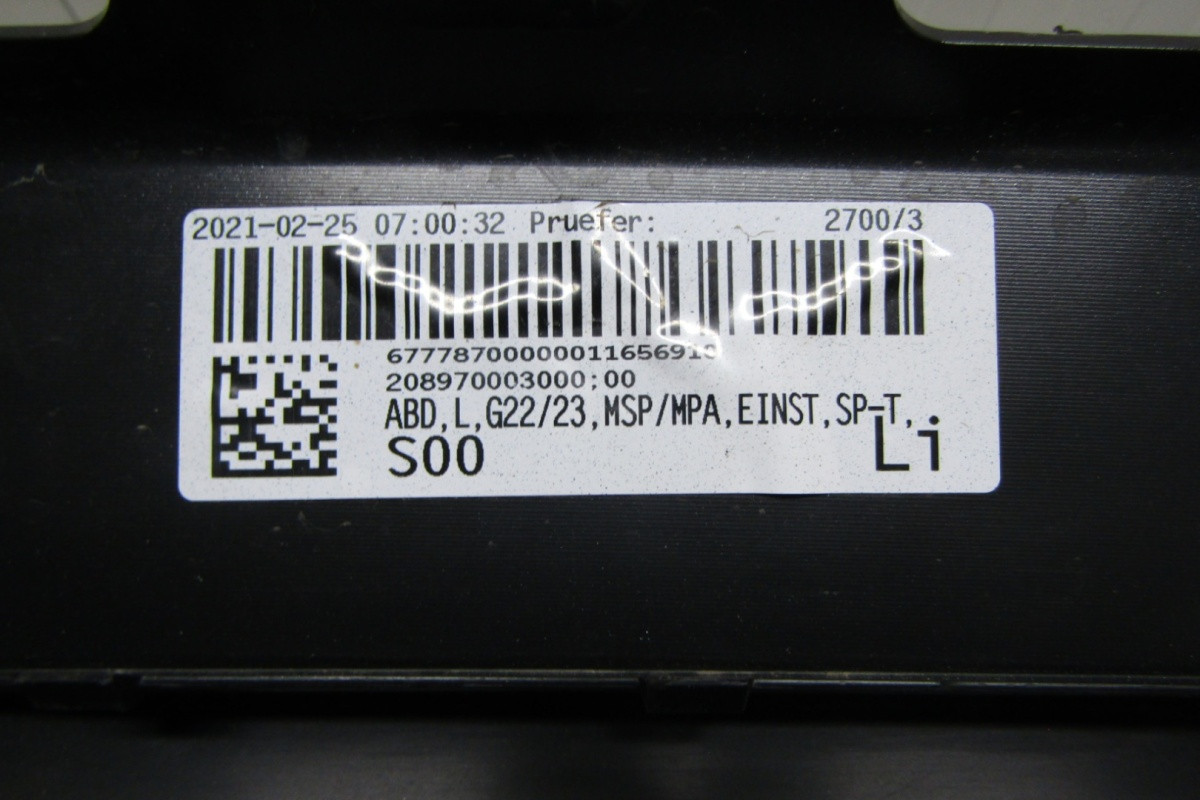 2021-02-25 07:00:32 Pruefer: 2700/3
67778700000011656910
208970003000;00
ABD,L,G22/23,MSP/MPA,EINST,SP-T,
S00 Li